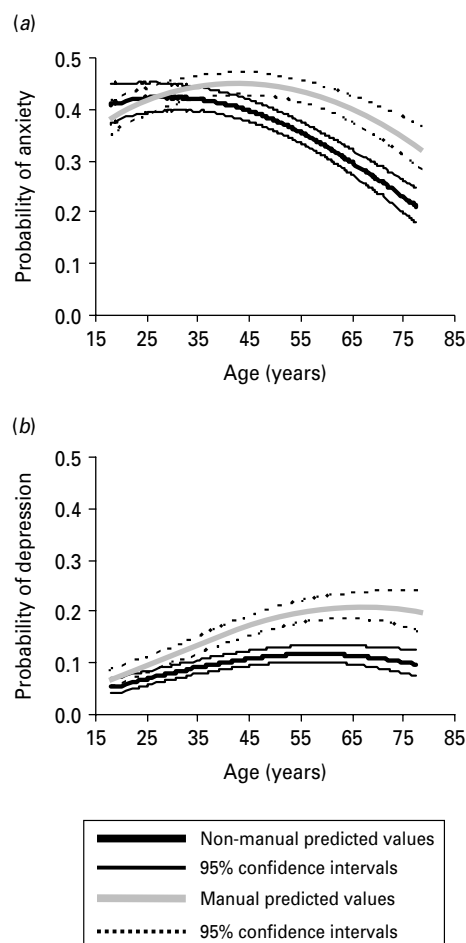 (a)
0.5
0.4
0.3
0.2
0.1
0.0
Probability of anxiety
15 25 35 45 55 65 75 85
Age (years)
(b)
0.5
0.4
0.3
0.2
0.1
0.0
Probability of depression
15 25 35 45 55 65 75 85
Age (years)
Non-manual predicted values
95% confidence intervals
Manual predicted values
95% confidence intervals